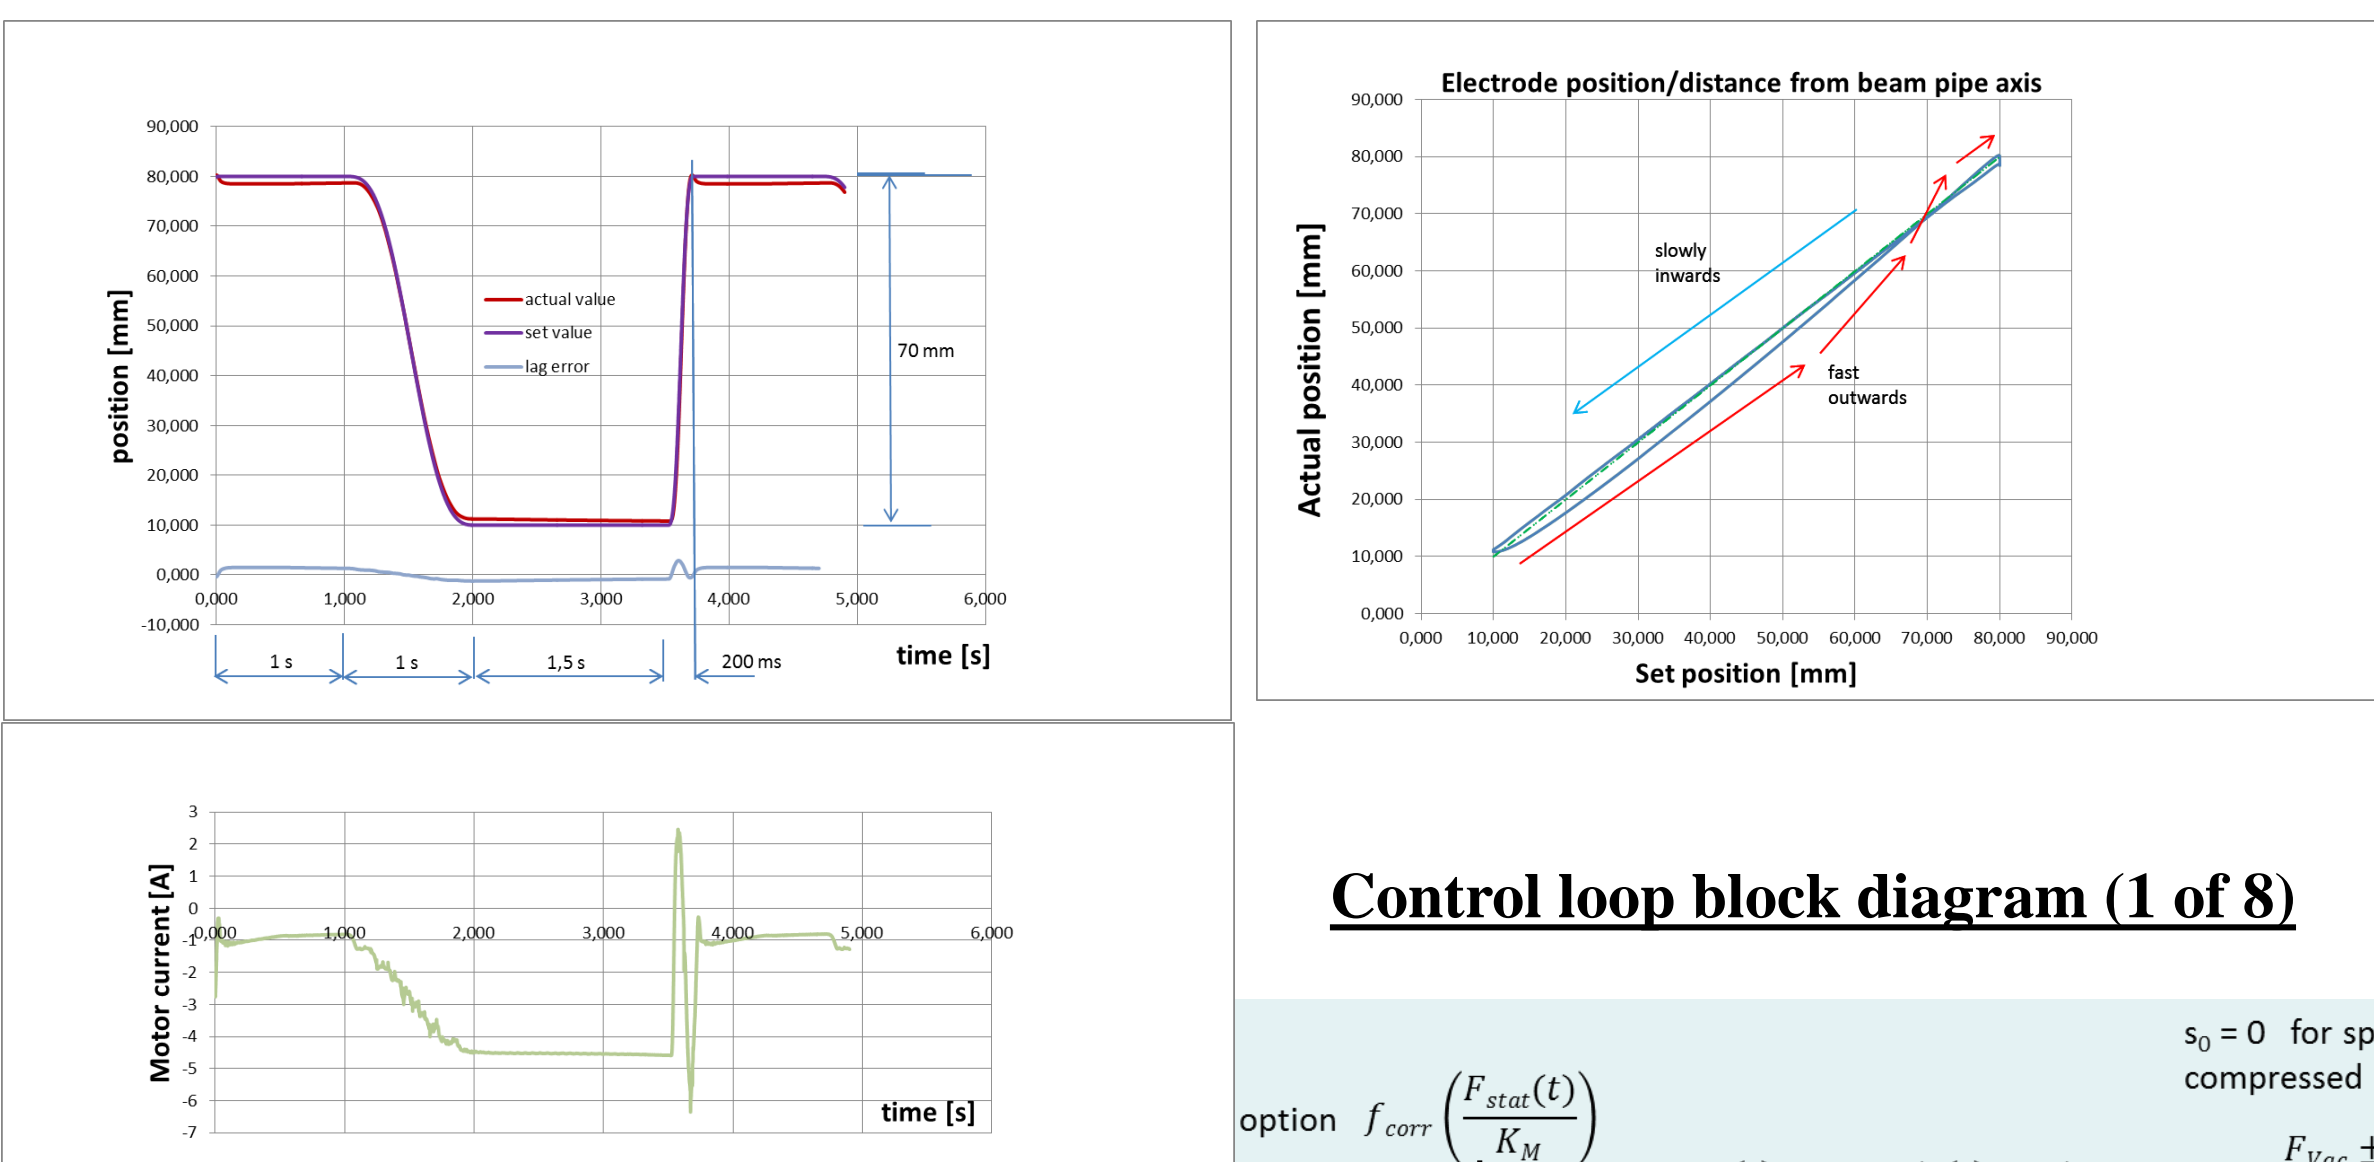 90,000
80,000
70,000
60,000
50,000
40,000
30,000
20,000
10,000
0,000
-10,000
position [mm]
actual value
set value
lag error
70 mm
0,000 1,000 2,000 3,000 4,000 5,000 6,000
time [s]
1 s 1 s 1,5 s 200 ms
Electrode position/distance from beam pipe axis
90,000
80,000
70,000
60,000
50,000
40,000
30,000
20,000
10,000
0,000
Actual position [mm]
slowly
inwards
fast
outwards
0,000 10,000 20,000 30,000 40,000 50,000 60,000 70,000 80,000 90,000
Set position [mm]
3
2
1
0
-1
-2
-3
-4
-5
-6
-7
Motor current [A]
0,000 1,000 2,000 3,000 4,000 5,000 6,000
time [s]
Control loop block diagram (1 of 8)
s₀ = 0 for sp
compressed
option f_corr (F_stat(t) / K_M)
F_Vac